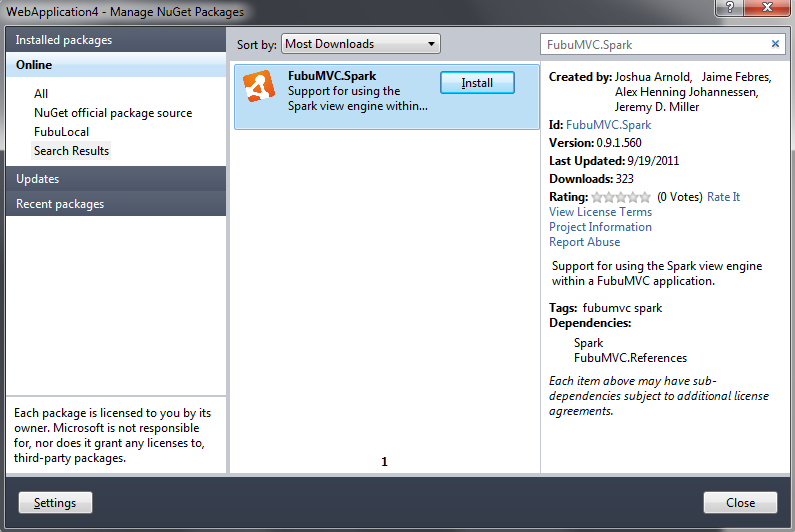 WebApplication4 - Manage NuGet Packages
?
Installed packages
Online
All
NuGet official package source
FubuLocal
Search Results
Updates
Recent packages
Each package is licensed to you by its
owner. Microsoft is not responsible
for, nor does it grant any licenses to,
third-party packages.
Settings
Sort by: Most Downloads
FubuMVC.Spark
Support for using the
Spark view engine within...
Install
1
FubuMVC.Spark
Created by: Joshua Arnold, Jaime Febres,
Alex Henning Johannessen,
Jeremy D. Miller
Id: FubuMVC.Spark
Version: 0.9.1.560
Last Updated: 9/19/2011
Downloads: 323
Rating: (0 Votes) Rate It
View License Terms
Project Information
Report Abuse
Support for using the Spark view engine
within a FubuMVC application.
Tags: fubumvc spark
Dependencies:
Spark
FubuMVC.References
Each item above may have sub-
dependencies subject to additional license
agreements.
Close